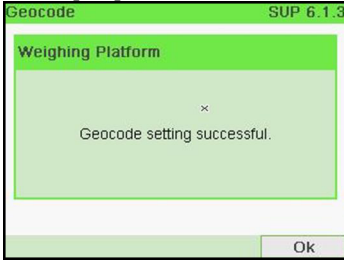 Geocode SUP 6.1.3
Weighing Platform
Geocode setting successful.
Ok